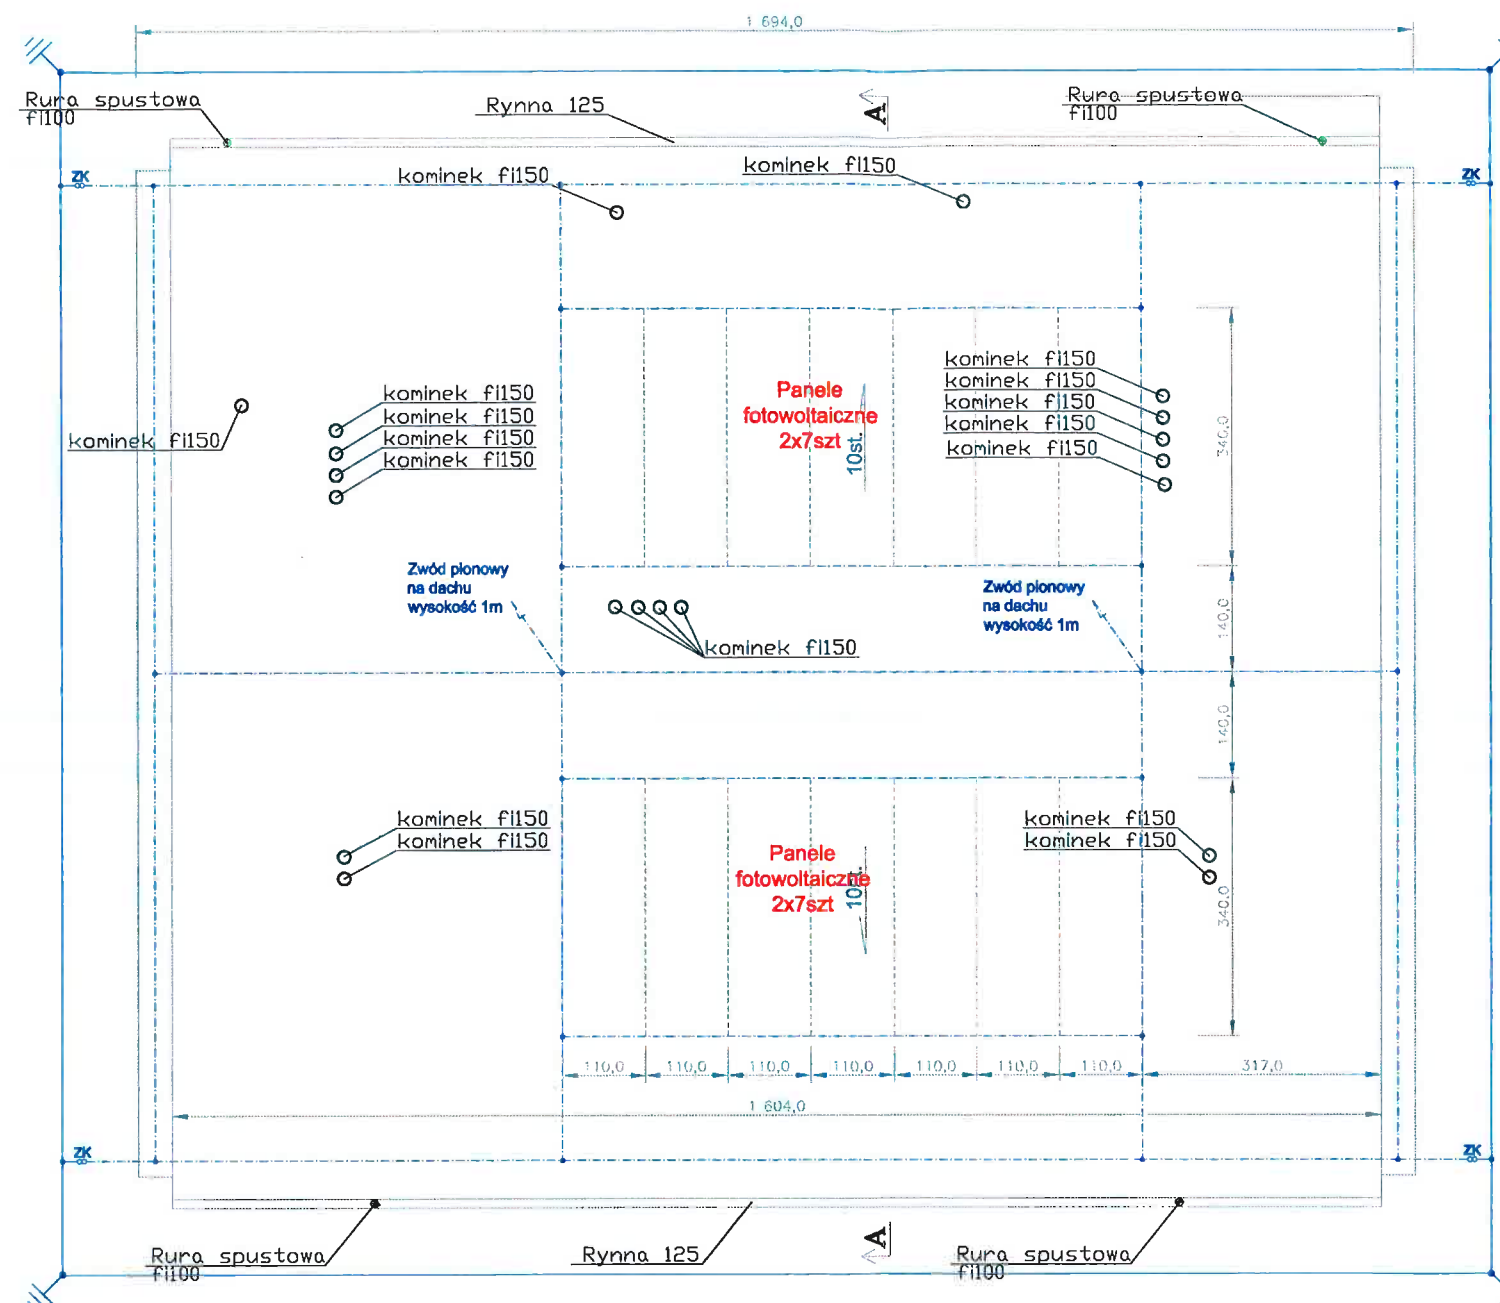 1 694,0
Rura spustowa
fi100
Rynna 125
A
Rura spustowa
fi100
ZK
kominek fi150
kominek fi150
ZK
kominek fi150
kominek fi150
kominek fi150
kominek fi150
kominek fi150
Panele
fotowoltaiczne
2x7szt
10st.
kominek fi150
kominek fi150
kominek fi150
kominek fi150
kominek fi150
340,0
Zwód pionowy
na dachu
wysokość 1m
kominek fi150
Zwód pionowy
na dachu
wysokość 1m
140,0
140,0
kominek fi150
kominek fi150
Panele
fotowoltaiczne
2x7szt
10st.
kominek fi150
kominek fi150
340,0
110,0
110,0
110,0
110,0
110,0
110,0
110,0
317,0
1 604,0
ZK
ZK
Rura spustowa
fi100
Rynna 125
A
Rura spustowa
fi100